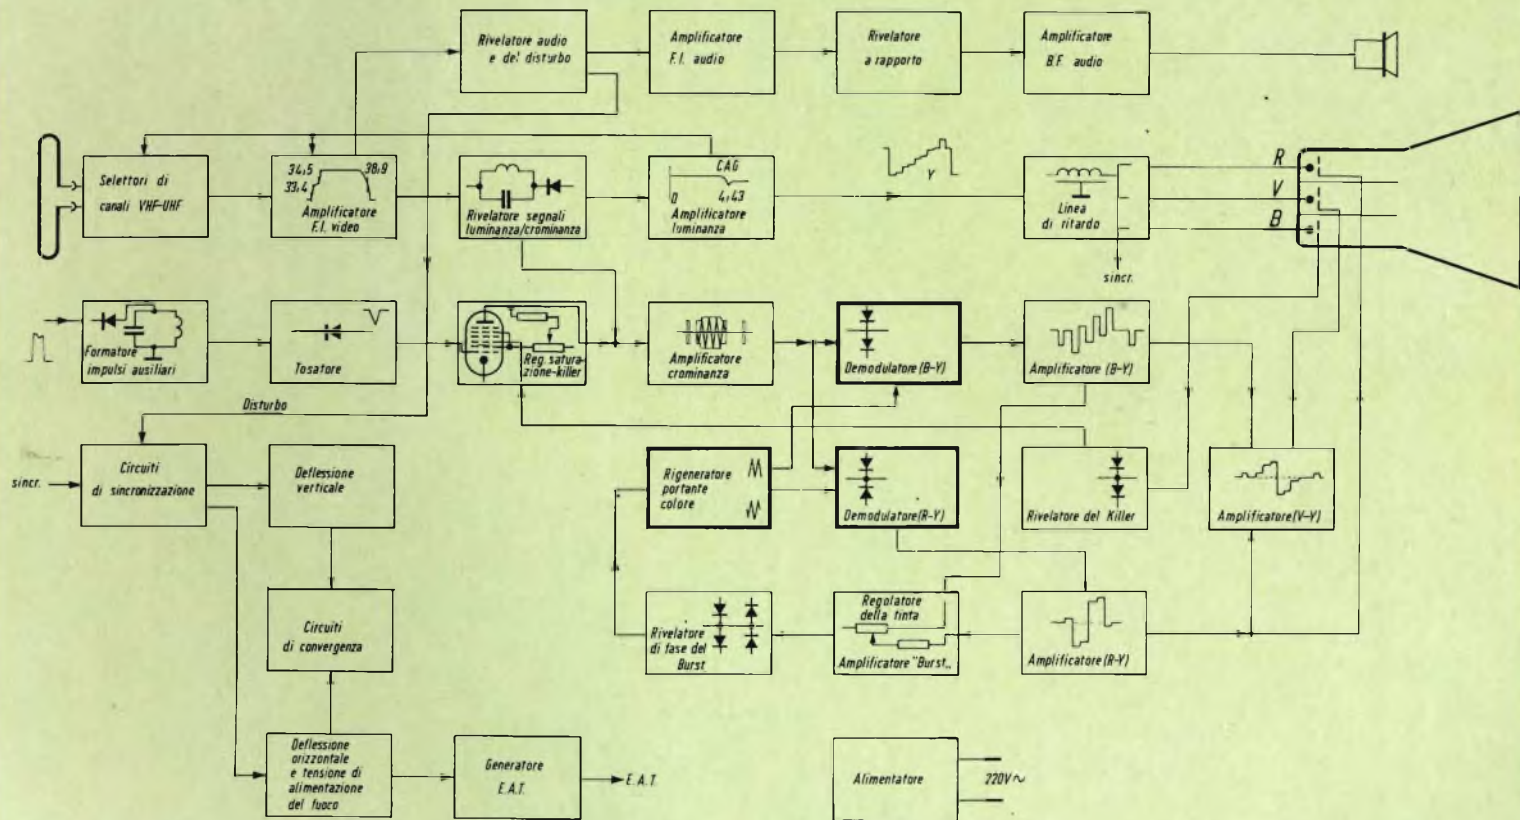 Rivelatore audio
e del disturbo
Amplificatore
F.I. audio
Rivelatore
a rapporto
Amplificatore
B.F. audio
Selettori di
canali VHF-UHF
34,5
38,9
33,4
Amplificatore
F.I. video
Rivelatore segnali
luminanza/crominanza
CAG
0
4,43
Amplificatore
luminanza
Y
Linea
di ritardo
sincr.
R
V
B
Formatore
impulsi ausiliari
Tosatore
Reg. satura-
zione-killer
Amplificatore
crominanza
Demodulatore (B-Y)
Amplificatore (B-Y)
Disturbo
sincr.
Circuiti
di sincronizzazione
Deflessione
verticale
Rigeneratore
portante
colore
Demodulatore (R-Y)
Rivelatore del Killer
Amplificatore (V-Y)
Circuiti
di convergenza
Rivelatore
di fase del
Burst
Regolatore
della tinta
Amplificatore "Burst„
Amplificatore (R-Y)
Deflessione
orizzontale
e tensione di
alimentazione
del fuoco
Generatore
E.A.T.
E.A.T.
Alimentatore
220V~